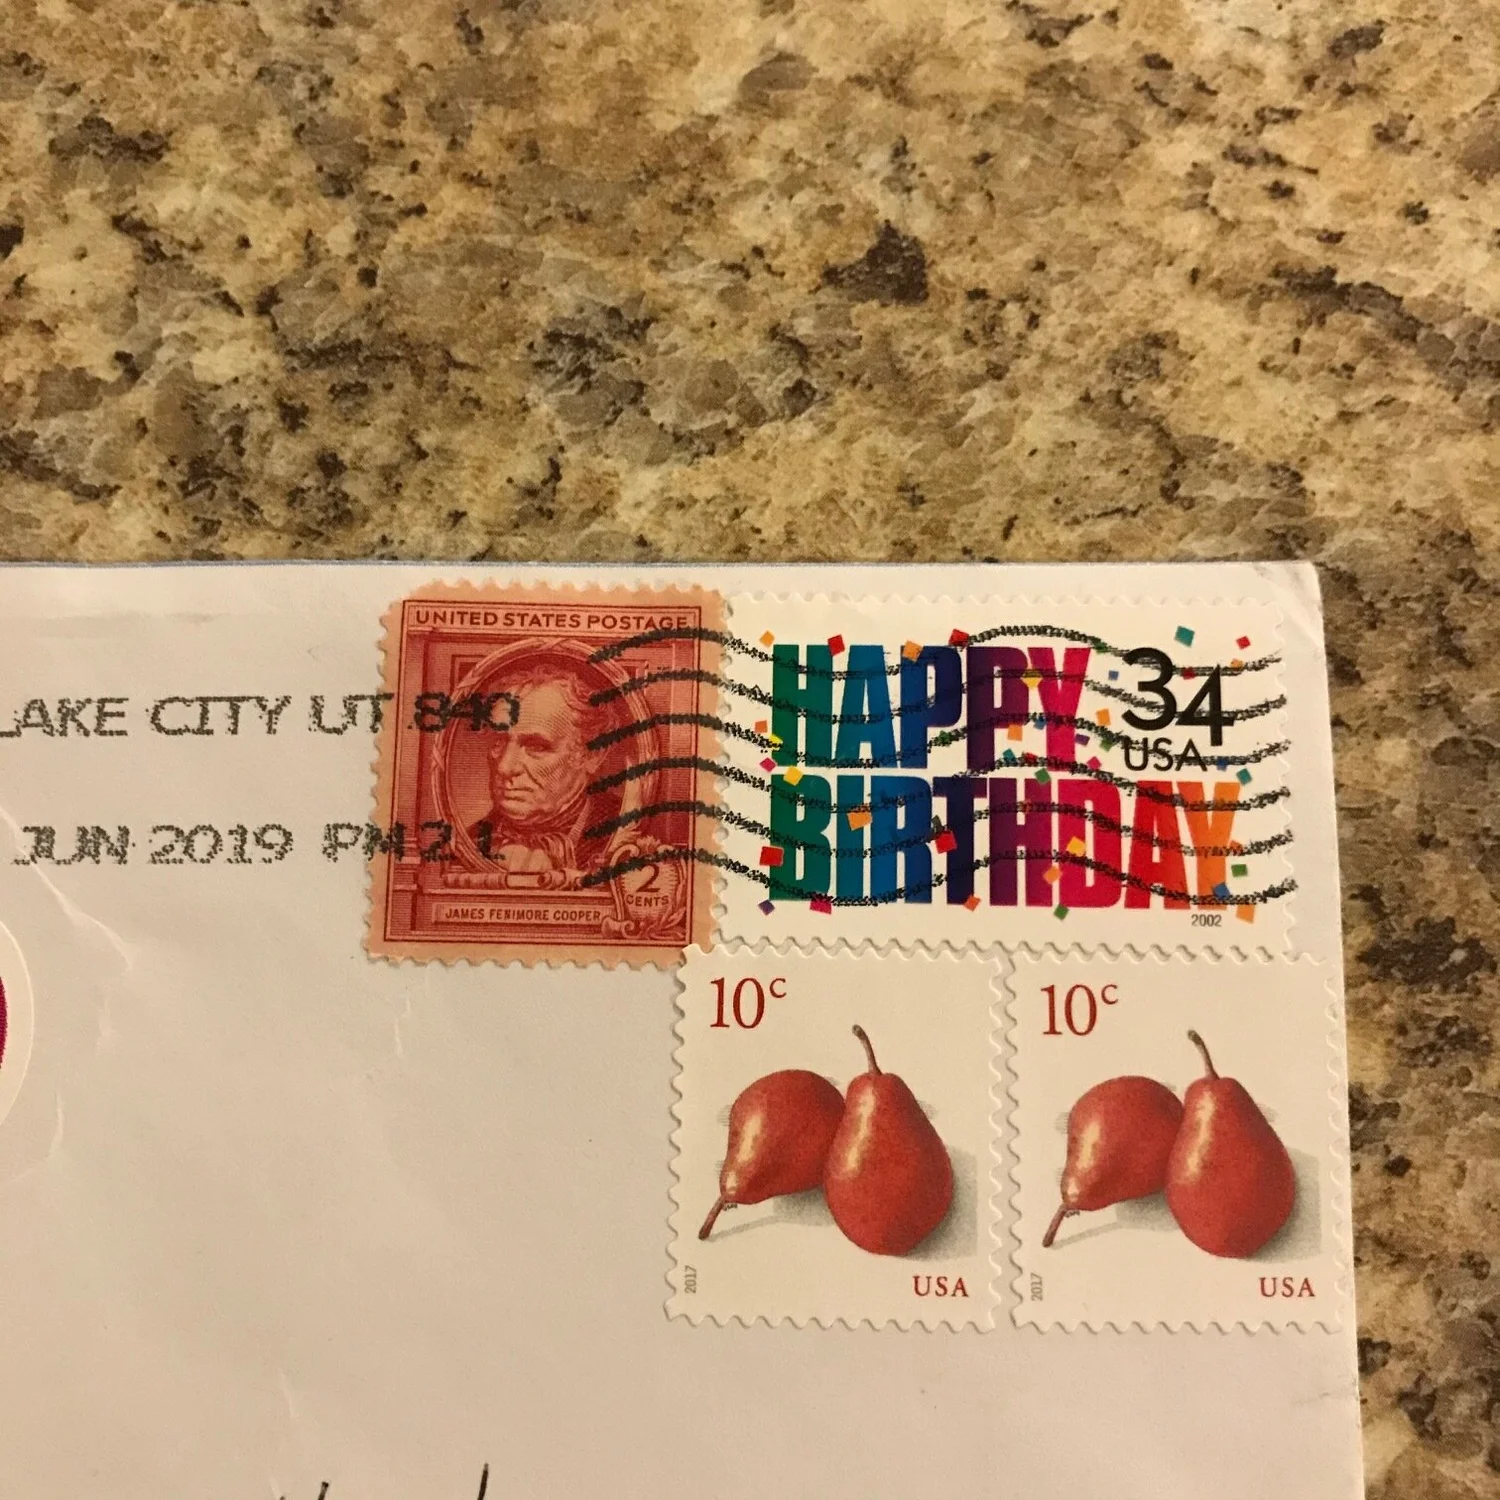 UNITED STATES POSTAGE
LAKE CITY UT 840
JUN 2019 PM 2 L
2
CENTS
JAMES FENIMORE COOPER
HAPPY
BIRTHDAY
34
USA
2002
10c
2017
USA
10c
2017
USA